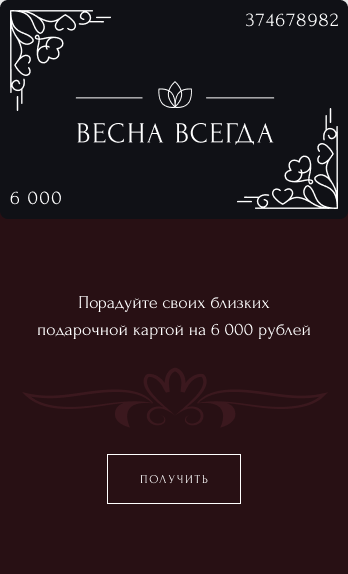 374678982
ВЕСНА ВСЕГДА
6 000
Порадуйте своих близких
подарочной картой на 6 000 рублей
ПОЛУЧИТЬ